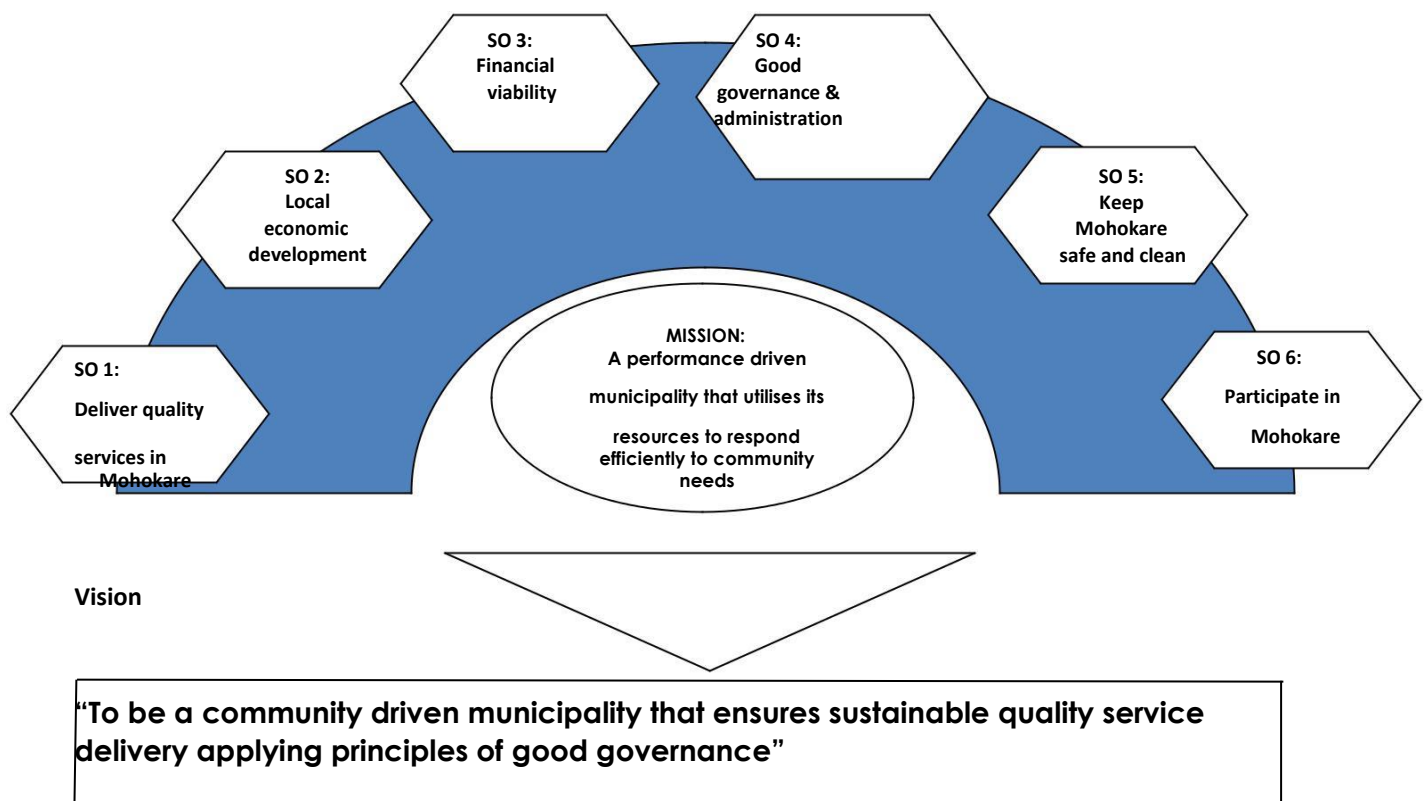 SO 1:
Deliver quality
services in
Mohokare
SO 2:
Local
economic
development
SO 3:
Financial
viability
SO 4:
Good
governance &
administration
SO 5:
Keep
Mohokare
safe and clean
SO 6:
Participate in
Mohokare
MISSION:
A performance driven
municipality that utilises its
resources to respond
efficiently to community
needs
Vision
“To be a community driven municipality that ensures sustainable quality service
delivery applying principles of good governance”